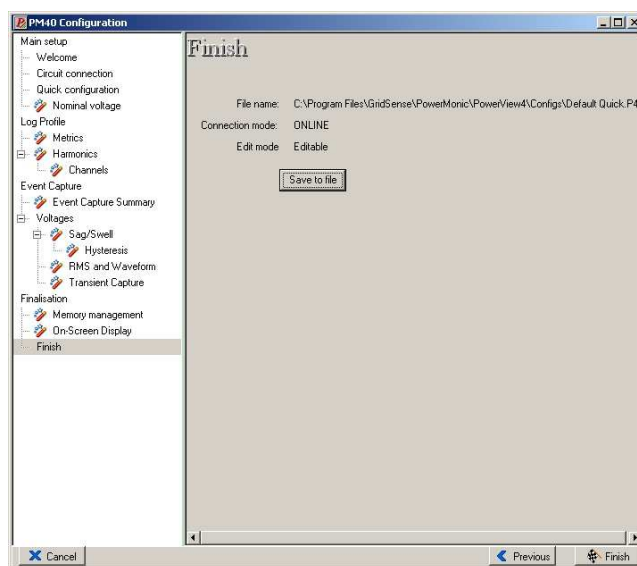 PM40 Configuration
Main setup
Welcome
Circuit connection
Quick configuration
Nominal voltage
Log Profile
Metrics
Harmonics
Channels
Event Capture
Event Capture Summary
Voltages
Sag/Swell
Hysteresis
RMS and Waveform
Transient Capture
Finalisation
Memory management
On-Screen Display
Finish
Finish
File name: C:\Program Files\GridSense\PowerMonic\PowerView4\Configs\Default Quick.P4
Connection mode: ONLINE
Edit mode Editable
Save to file
Cancel
Previous
Finish